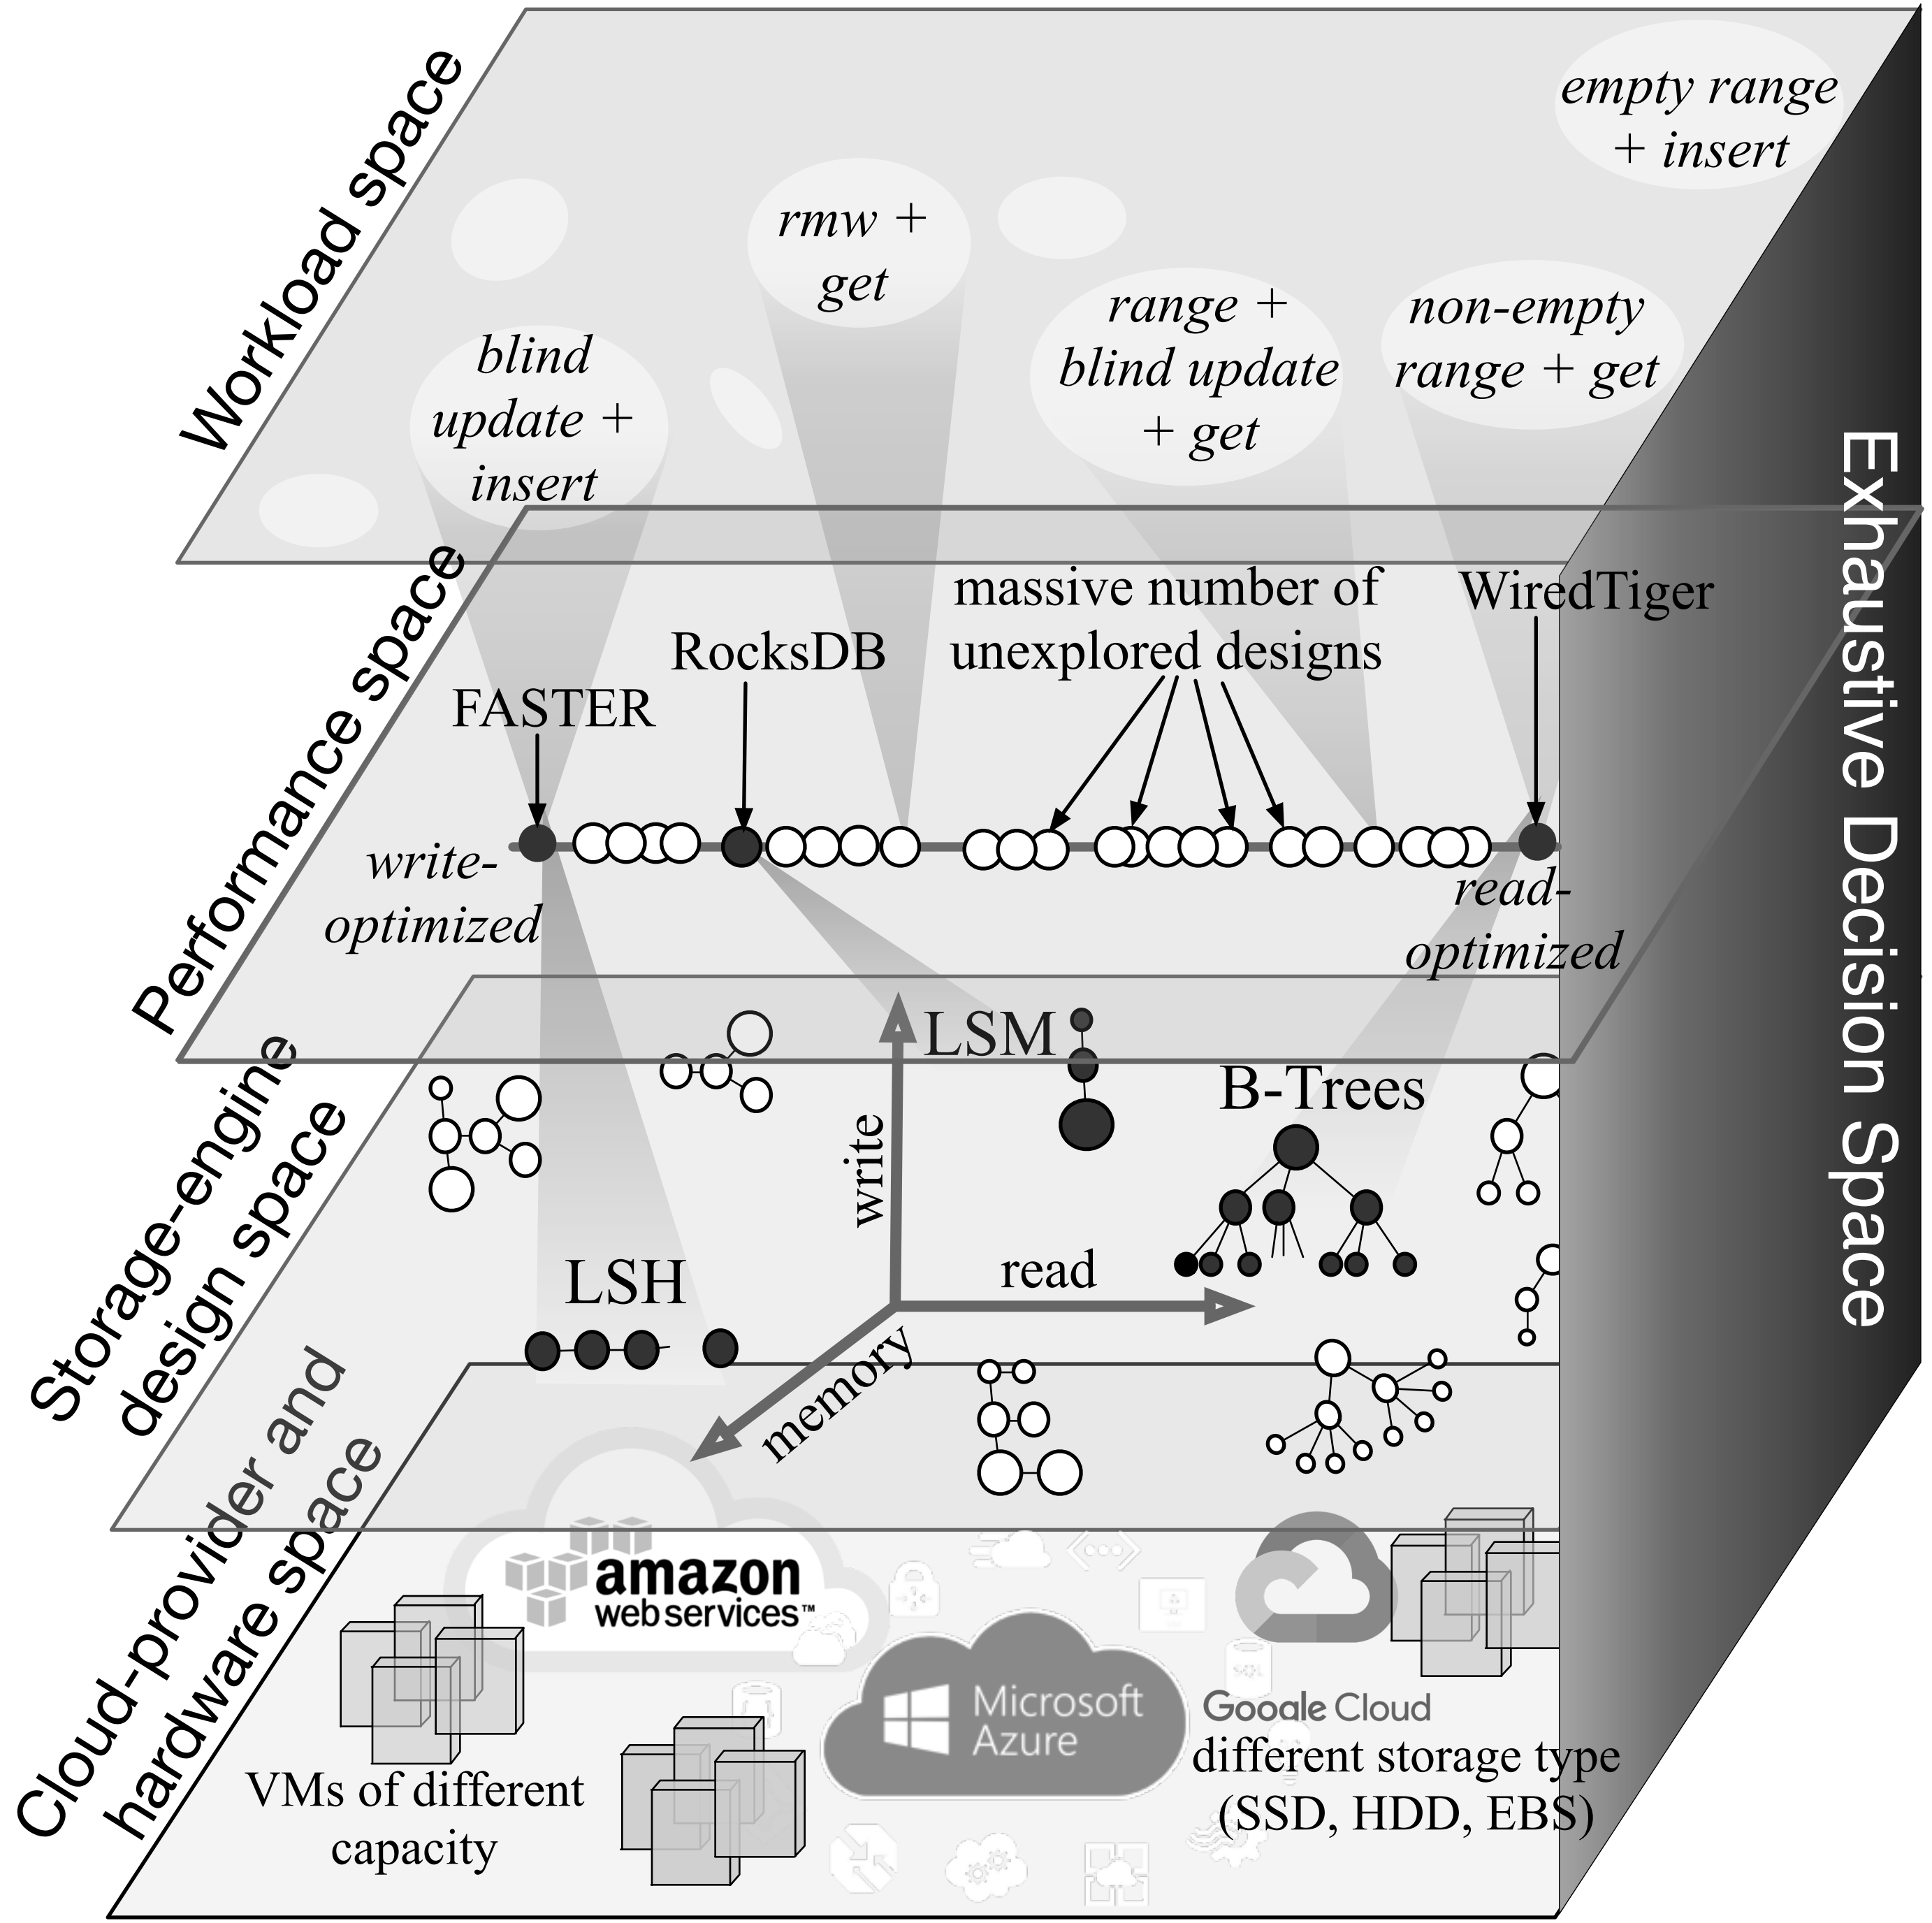 Workload space
empty range
+ insert
rmw +
get
range +
blind update
+ get
non-empty
range + get
blind
update +
insert
Exhaustive Decision Space
Performance space
massive number of
unexplored designs
WiredTiger
RocksDB
FASTER
write-
optimized
read-
optimized
Storage-engine
design space
LSM
B-Trees
write
read
LSH
memory
Cloud-provider and
hardware space
amazon
web services™
Microsoft
Azure
Google Cloud
different storage type
(SSD, HDD, EBS)
VMs of different
capacity
SQL